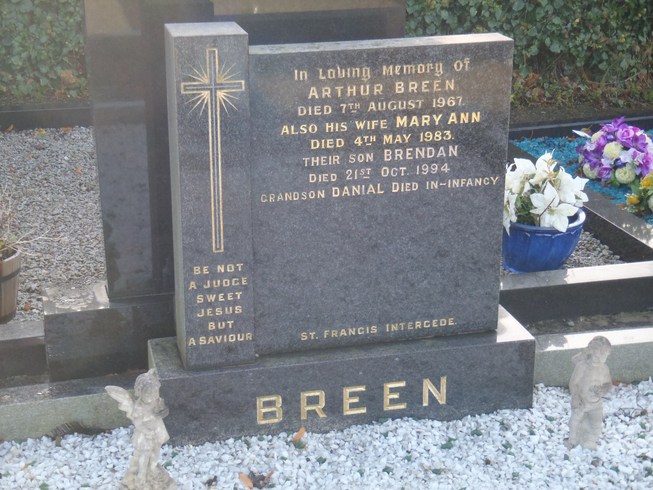 In Loving Memory of
ARTHUR BREEN
DIED 7TH AUGUST 1967.
ALSO HIS WIFE MARY ANN
DIED 4TH MAY 1983.
THEIR SON BRENDAN
DIED 21ST OCT. 1994
GRANDSON DANIAL DIED IN-INFANCY
BE NOT
A JUDGE
SWEET
JESUS
BUT
A SAVIOUR
ST. FRANCIS INTERCEDE.
BREEN